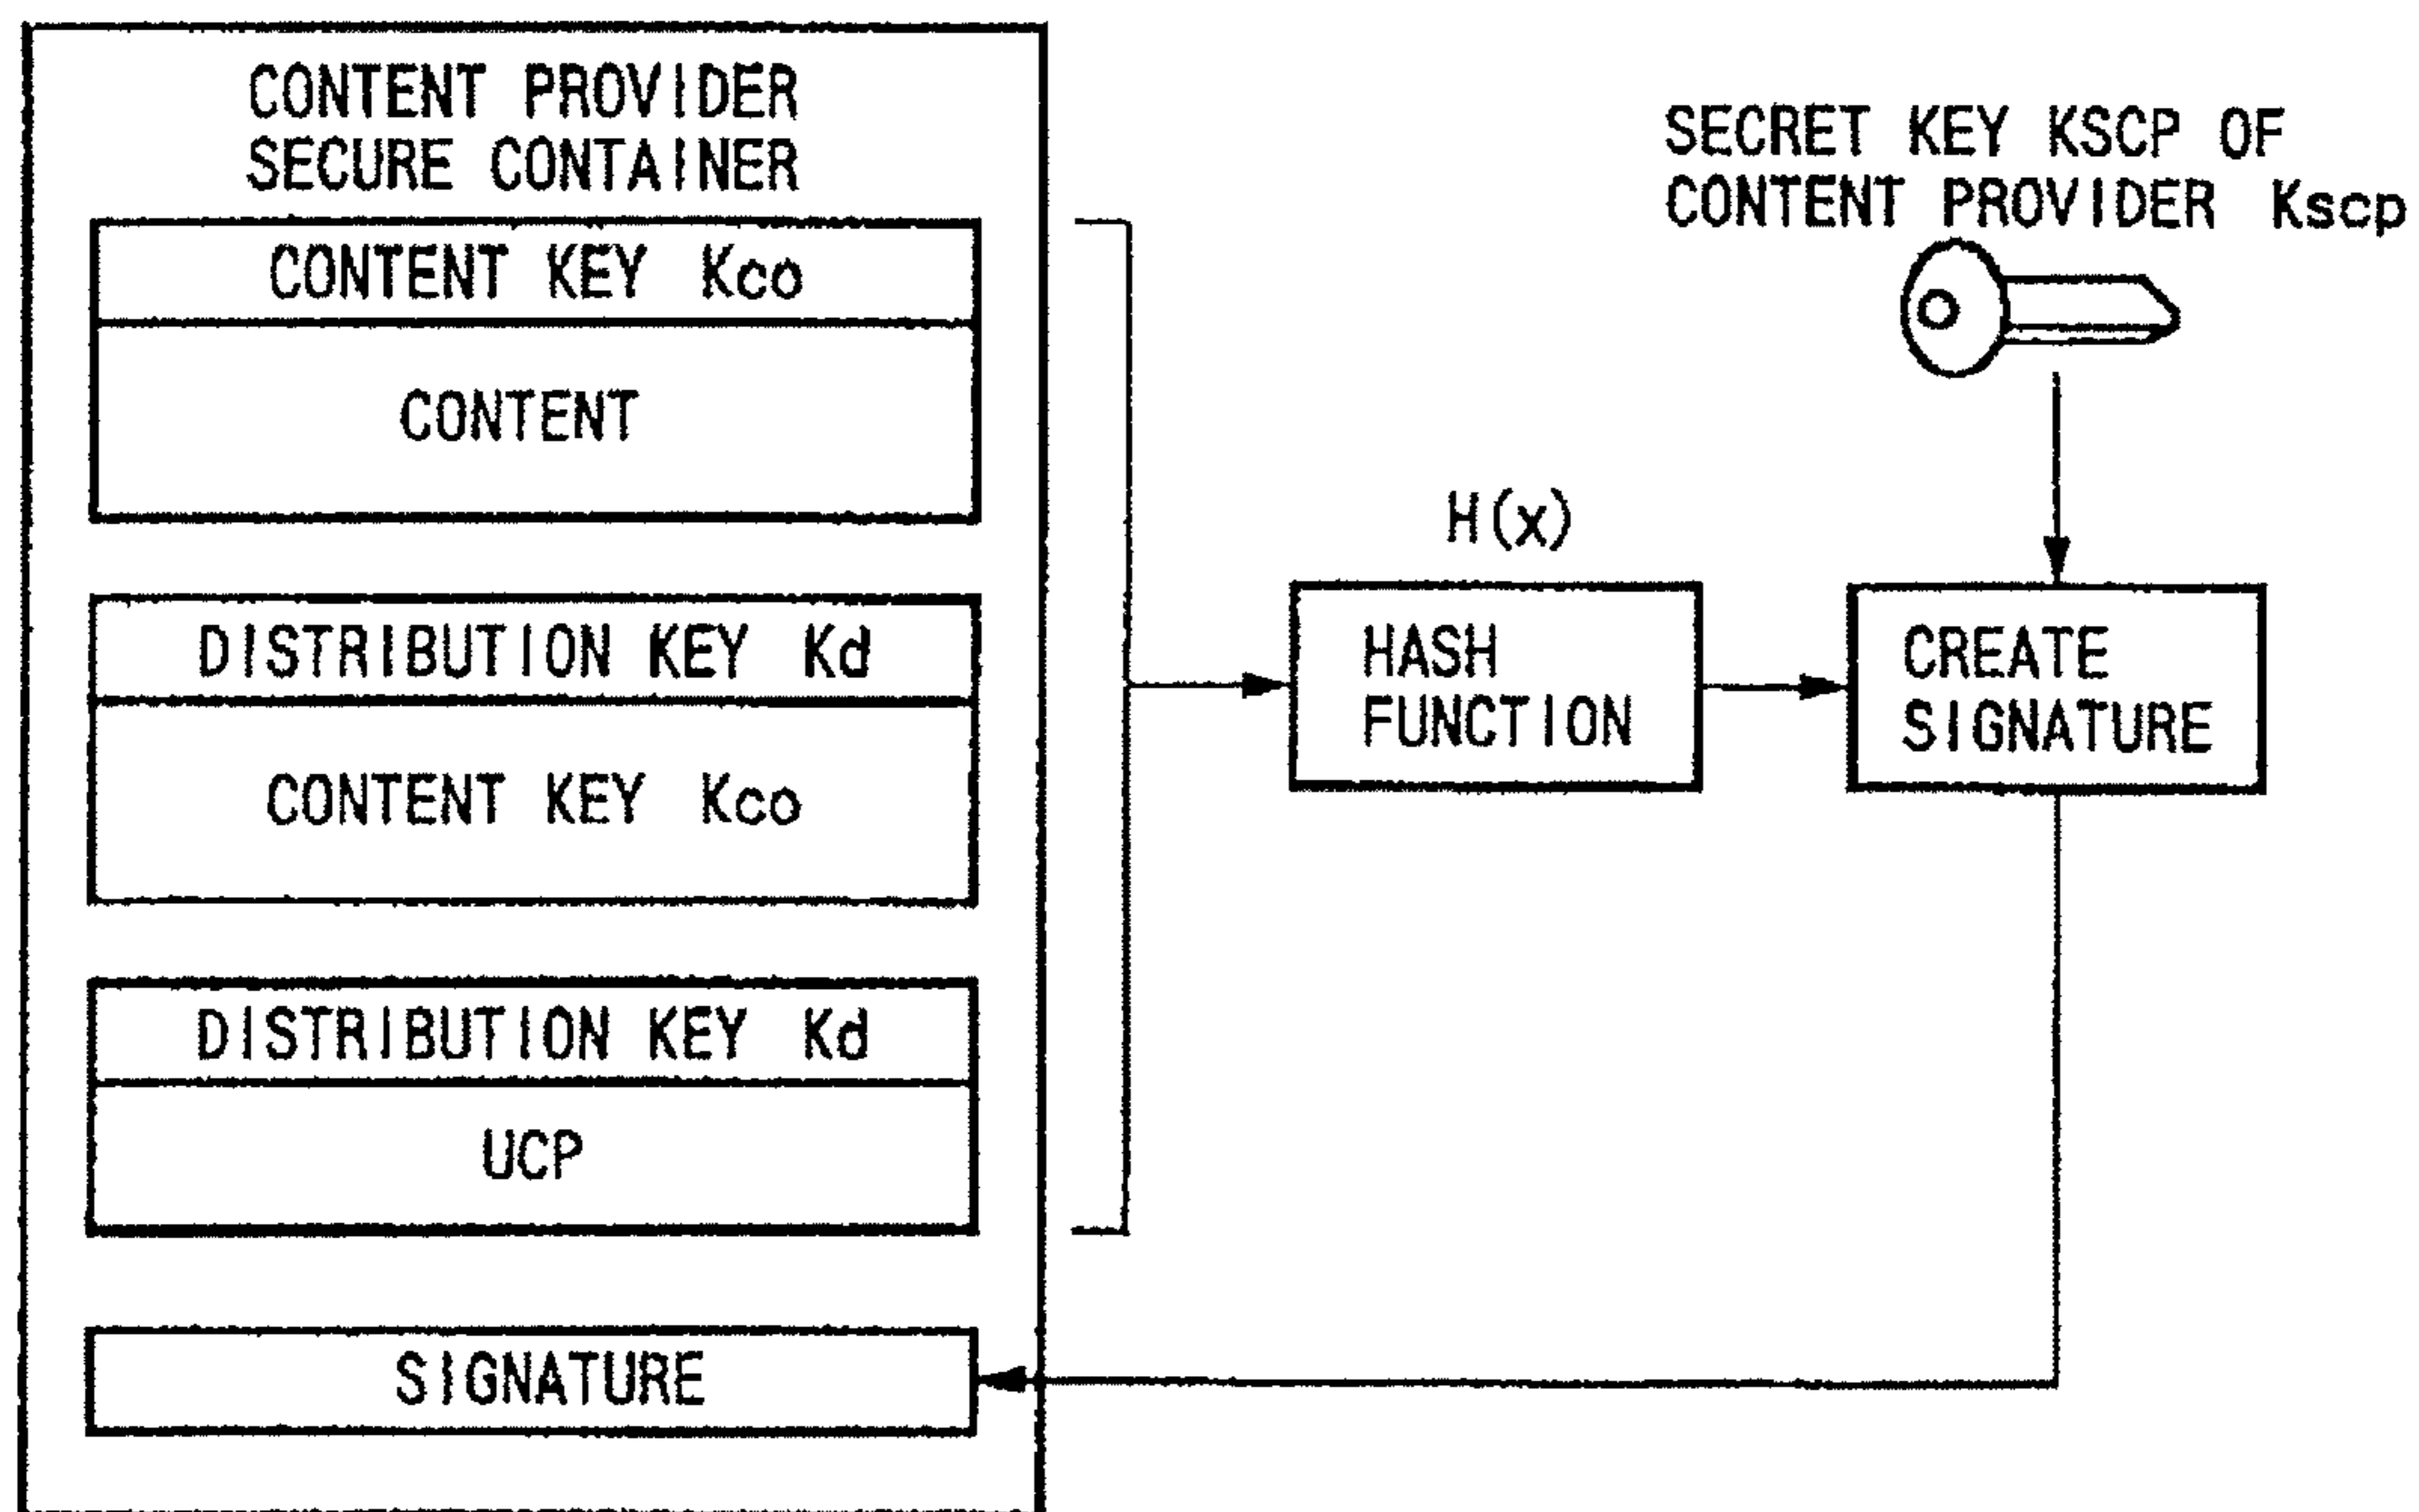 CONTENT PROVIDER
SECURE CONTAINER
CONTENT KEY Kco
CONTENT
DISTRIBUTION KEY Kd
CONTENT KEY Kco
DISTRIBUTION KEY Kd
UCP
SIGNATURE
H(x)
HASH
FUNCTION
SECRET KEY KSCP OF
CONTENT PROVIDER Kscp
CREATE
SIGNATURE